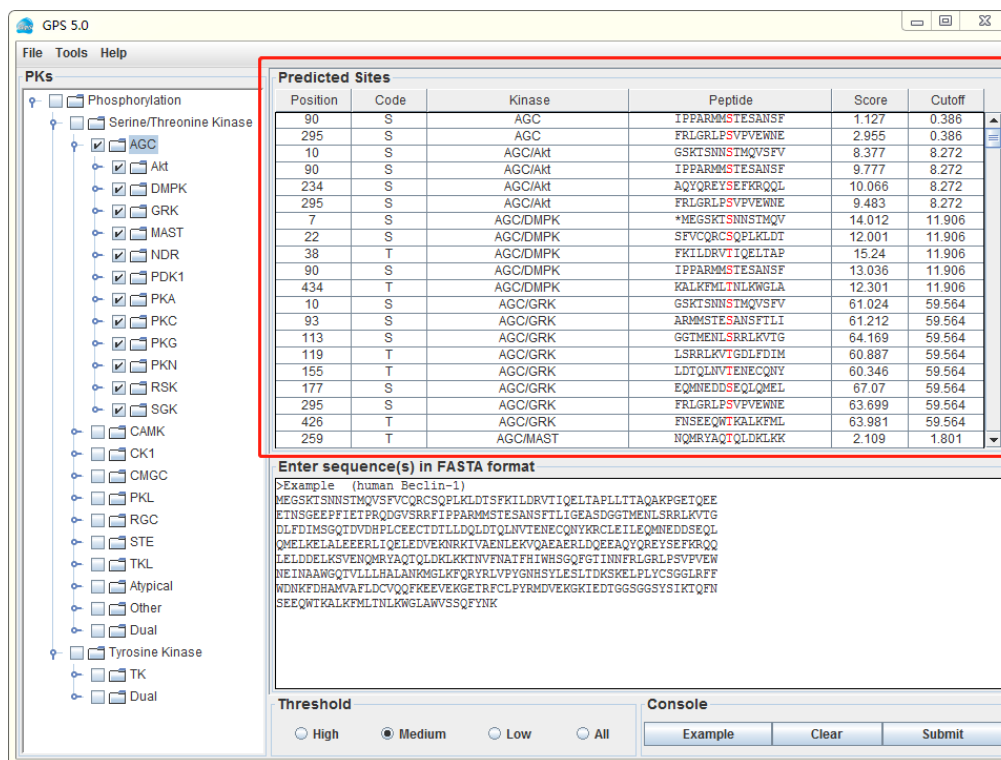 GPS 5.0
File Tools Help
PKs
Phosphorylation
Serine/Threonine Kinase
AGC
Akt
DMPK
GRK
MAST
NDR
PDK1
PKA
PKC
PKG
PKN
RSK
SGK
CAMK
CK1
CMGC
PKL
RGC
STE
TKL
Atypical
Other
Dual
Tyrosine Kinase
TK
Dual
Predicted Sites
Position Code Kinase Peptide Score Cutoff
90 S AGC IPPARMMSTESANSF 1.127 0.386
295 S AGC FRLGRLPSVPVEWNE 2.955 0.386
10 S AGC/Akt GSKTSNNSTMQVSFV 8.377 8.272
90 S AGC/Akt IPPARMMSTESANSF 9.777 8.272
234 S AGC/Akt AQYQREYSEFKRQQL 10.066 8.272
295 S AGC/Akt FRLGRLPSVPVEWNE 9.483 8.272
7 S AGC/DMPK *MEGSKTSNNSTMQV 14.012 11.906
22 S AGC/DMPK SFVCQRCSQPLKLDT 12.001 11.906
38 T AGC/DMPK FKILDRVTIQELTAP 15.24 11.906
90 S AGC/DMPK IPPARMMSTESANSF 13.036 11.906
434 T AGC/DMPK KALKFMLTNLKWGLA 12.301 11.906
10 S AGC/GRK GSKTSNNSTMQVSFV 61.024 59.564
93 S AGC/GRK ARMMSTESANSFTLI 61.212 59.564
113 S AGC/GRK GGTMENLSRRLKVTG 64.169 59.564
119 T AGC/GRK LSRRLKVTGDLFDIM 60.887 59.564
155 T AGC/GRK LDTQLNVTENECQNY 60.346 59.564
177 S AGC/GRK EQMNEDDSEQLQMEL 67.07 59.564
295 S AGC/GRK FRLGRLPSVPVEWNE 63.699 59.564
426 T AGC/GRK FNSEEQWTKALKFML 63.981 59.564
259 T AGC/MAST NQMRYAQTQLDKLKK 2.109 1.801
Enter sequence(s) in FASTA format
>Example (human Beclin-1)
MEGSKTSNNSTMQVSFVCQRCSQPLKLDTSFKILDRVTIQELTAPLLTTAQAKPGETQEE
ETNSGEEPFIETPRQDGVSRRFIPPARMMSTESANSFTLIGEASDGGTMENLSRRLKVTG
DLFDIMSGQTDVDHPLCEECTDTLLDQLDTQLNVTENECQNYKRCLEILEQMNEDDSEQL
QMELKELALEEERLIQELEDVEKNRKIVAENLEKVQAEAERLDQEEAQYQREYSEFKRQQ
LELDDELKSVENQMRYAQTQLDKLKKTNVFNATFHIWHSGQFGTINNFRLGRLPSVPVEW
NEINAAWGQTVLLLHALANKMGLKFQRYRLVPYGNHSYLESLTDKSKELPLYCSGGLRFF
WDNKFDHAMVAFLDCVQQFKEEVEKGETRFCLPYRMDVEKGKIEDTGGSGGSYSIKTQFN
SEEQWTKALKFMLTNLKWGLAWVSSQFYNK
Threshold
High Medium Low All
Console
Example Clear Submit